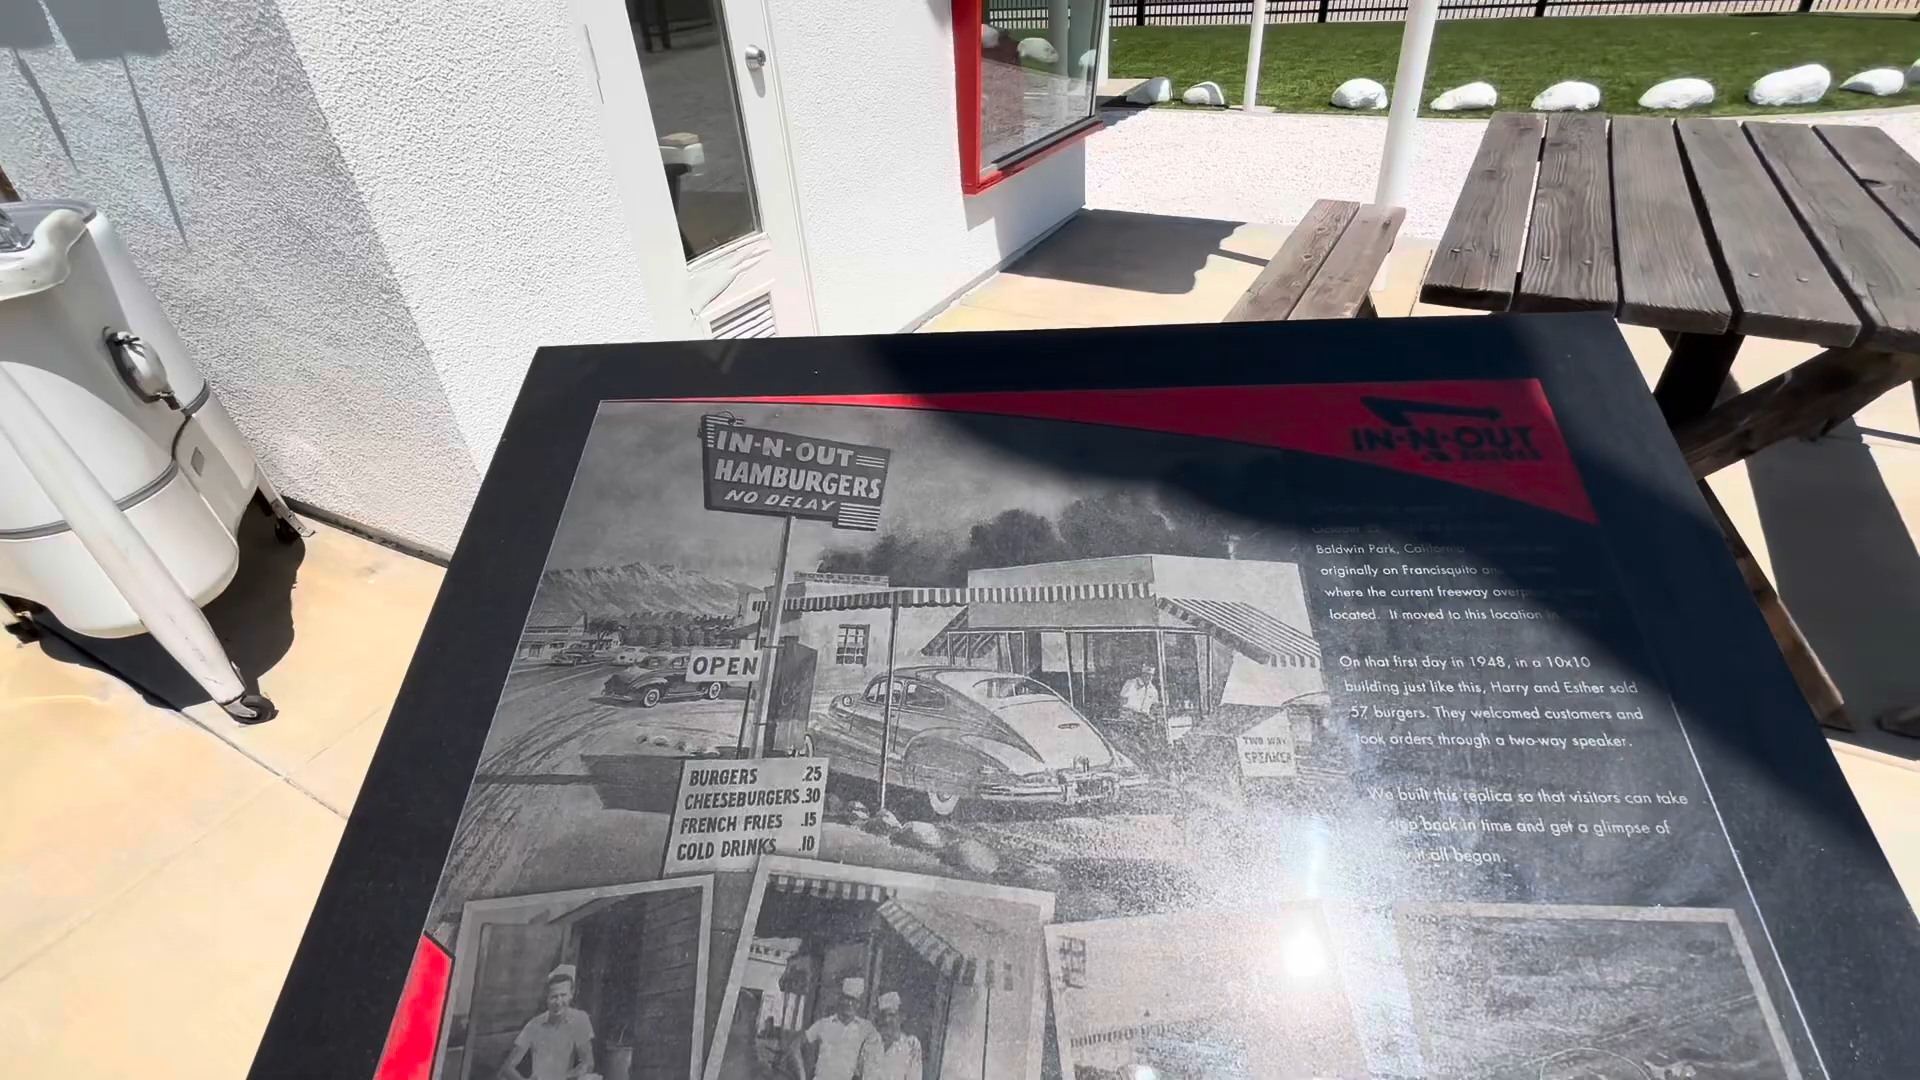 IN-N-OUT
HAMBURGERS
NO DELAY
IN-N-OUT
OPEN
BURGERS .25
CHEESEBURGERS .30
FRENCH FRIES .15
COLD DRINKS .10
TWO WAY
SPEAKER
Baldwin Park, California
originally on Francisquito
where the current freeway
located. It moved to this location
On that first day in 1948, in a 10x10
building just like this, Harry and Esther sold
57 burgers. They welcomed customers and
took orders through a two-way speaker.
We built this replica so that visitors can take
back in time and get a glimpse of
it all began.